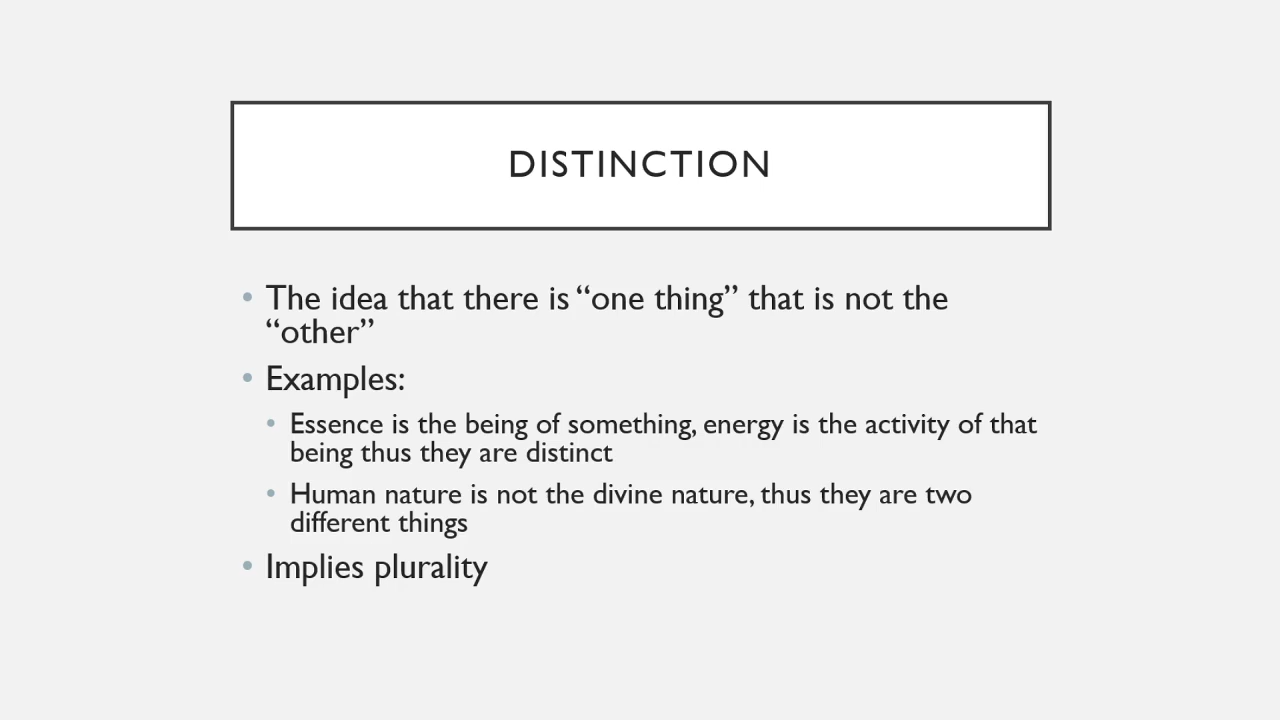 DISTINCTION
• The idea that there is “one thing” that is not the
“other”
• Examples:
• Essence is the being of something, energy is the activity of that
being thus they are distinct
• Human nature is not the divine nature, thus they are two
different things
• Implies plurality